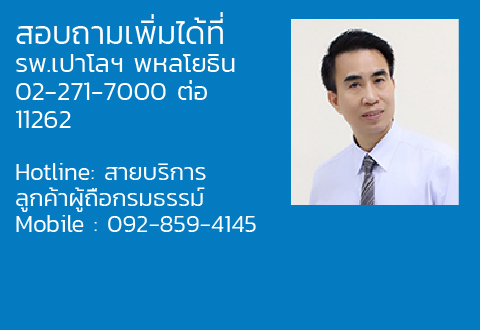 สอบถามเพิ่มได้ที่
รพ.เปาโลฯ พหลโยธิน
02-271-7000 ต่อ
11262
Hotline: สายบริการ
ลูกค้าผู้ถือกรมธรรม์
Mobile : 092-859-4145